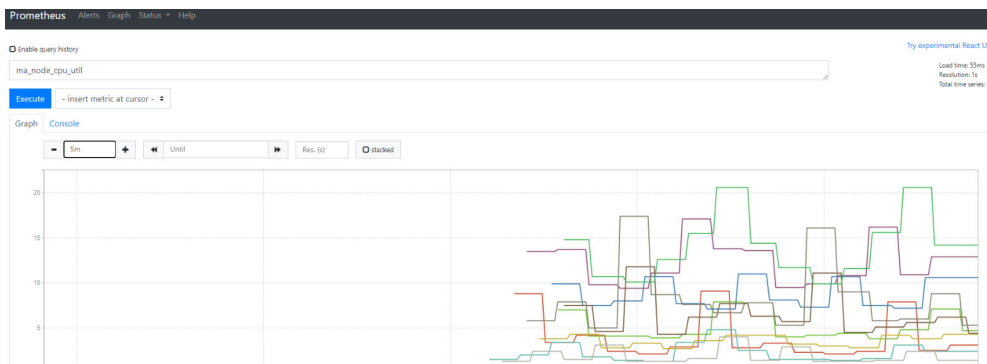 Prometheus Alerts Graph Status Help
Enable query history
Try experimental React U
ma_node_cpu_util
Load time: 55ms
Resolution: 1s
Total time series:
Execute - insert metric at cursor -
Graph Console
- 5m + Until Res. (s) stacked
20
15
10
5